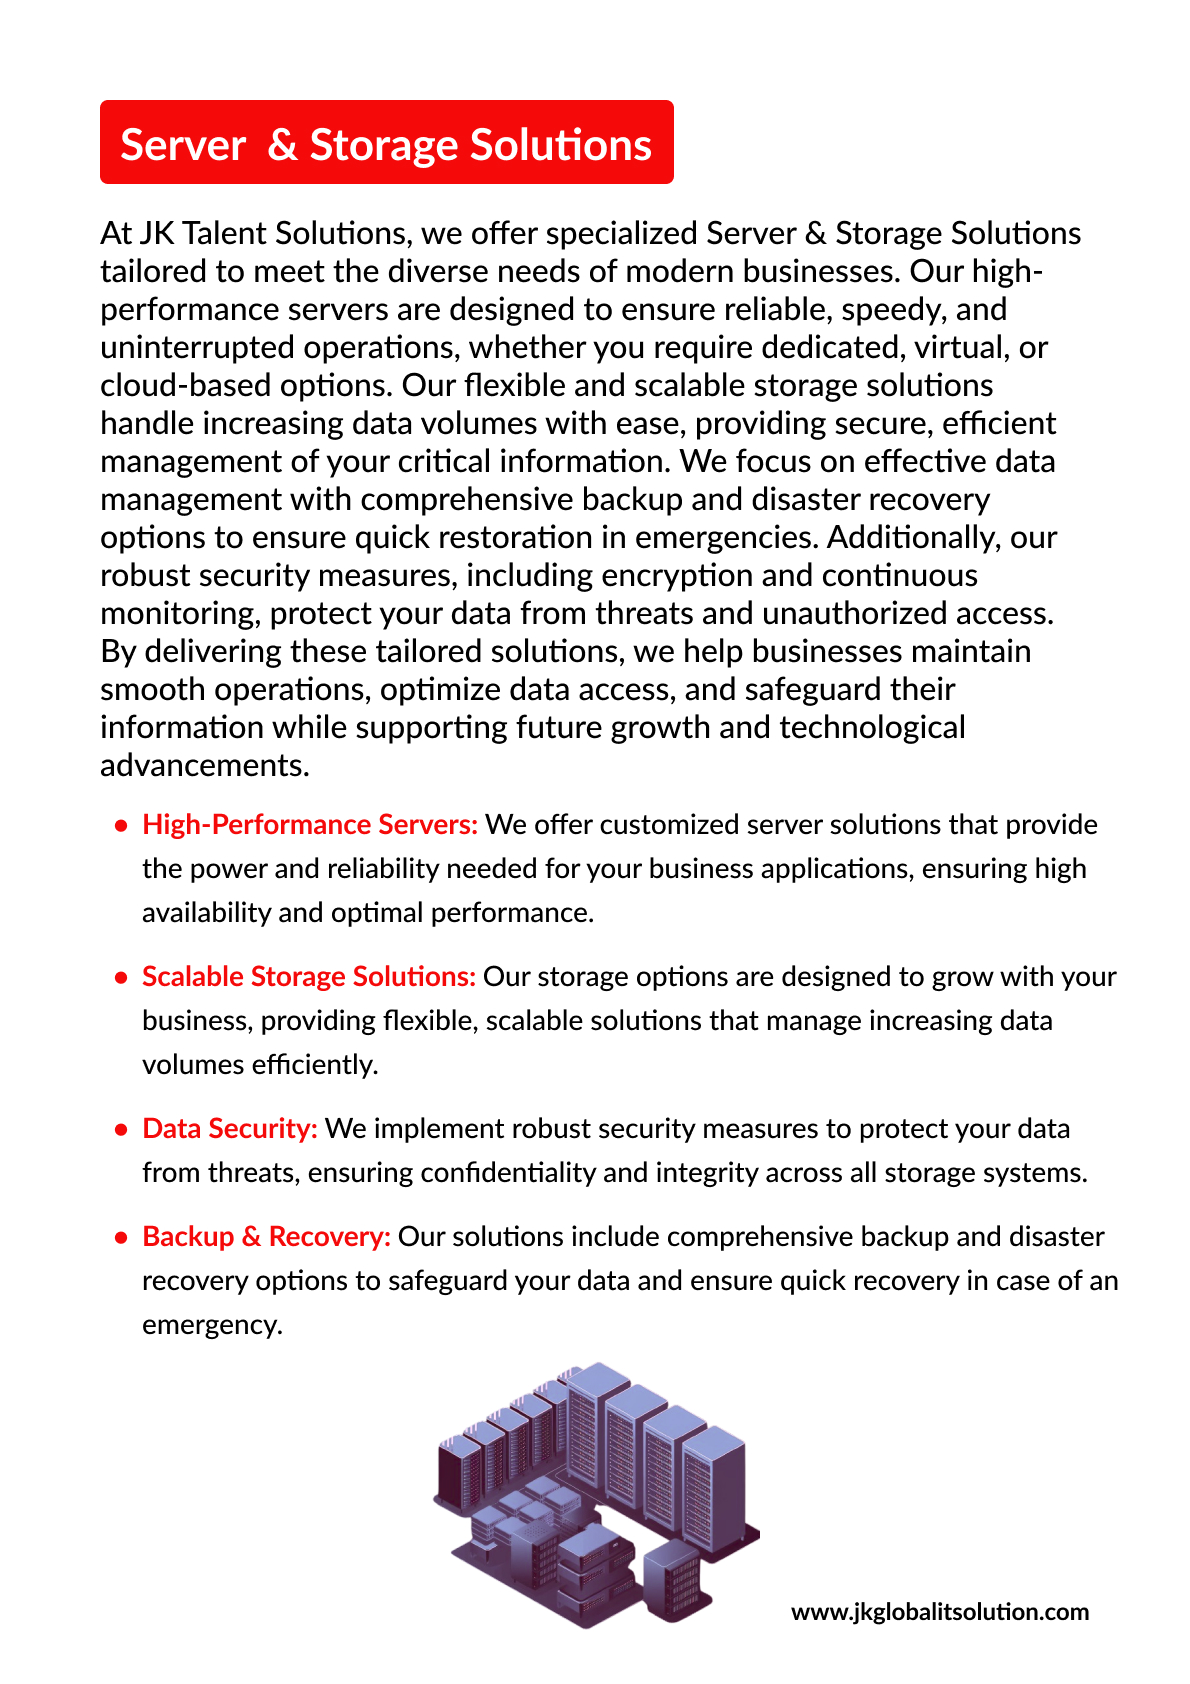 Server  & Storage Solutions
At JK Talent Solutions, we offer specialized Server & Storage Solutions
tailored to meet the diverse needs of modern businesses. Our high-
performance servers are designed to ensure reliable, speedy, and
uninterrupted operations, whether you require dedicated, virtual, or
cloud-based options. Our flexible and scalable storage solutions
handle increasing data volumes with ease, providing secure, efficient
management of your critical information. We focus on effective data
management with comprehensive backup and disaster recovery
options to ensure quick restoration in emergencies. Additionally, our
robust security measures, including encryption and continuous
monitoring, protect your data from threats and unauthorized access.
By delivering these tailored solutions, we help businesses maintain
smooth operations, optimize data access, and safeguard their
information while supporting future growth and technological
advancements.
• High-Performance Servers: We offer customized server solutions that provide
the power and reliability needed for your business applications, ensuring high
availability and optimal performance.
• Scalable Storage Solutions: Our storage options are designed to grow with your
business, providing flexible, scalable solutions that manage increasing data
volumes efficiently.
• Data Security: We implement robust security measures to protect your data
from threats, ensuring confidentiality and integrity across all storage systems.
• Backup & Recovery: Our solutions include comprehensive backup and disaster
recovery options to safeguard your data and ensure quick recovery in case of an
emergency.
www.jkglobalitsolution.com